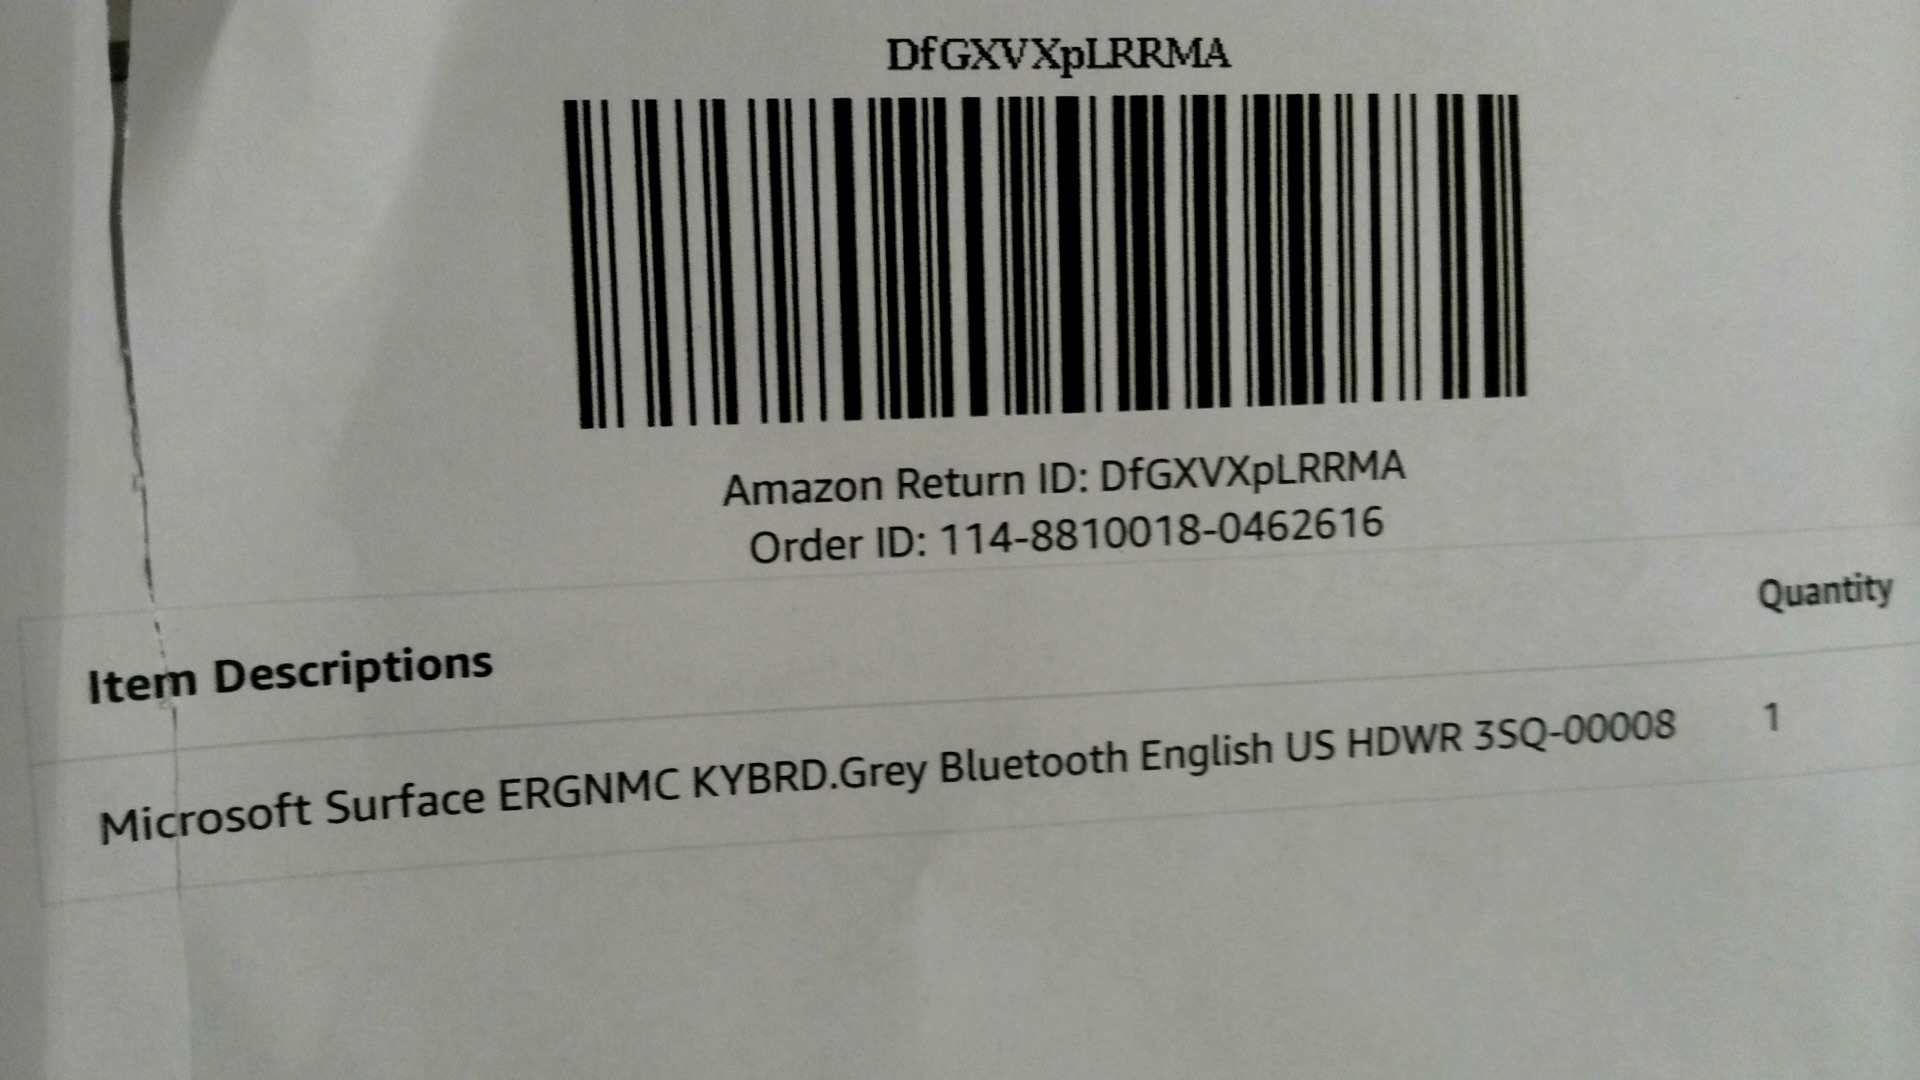 DfGXVXpLRRMA
Amazon Return ID: DfGXVXpLRRMA
Order ID: 114-8810018-0462616
Item Descriptions Quantity
Microsoft Surface ERGNMC KYBRD.Grey Bluetooth English US HDWR 3SQ-00008 1